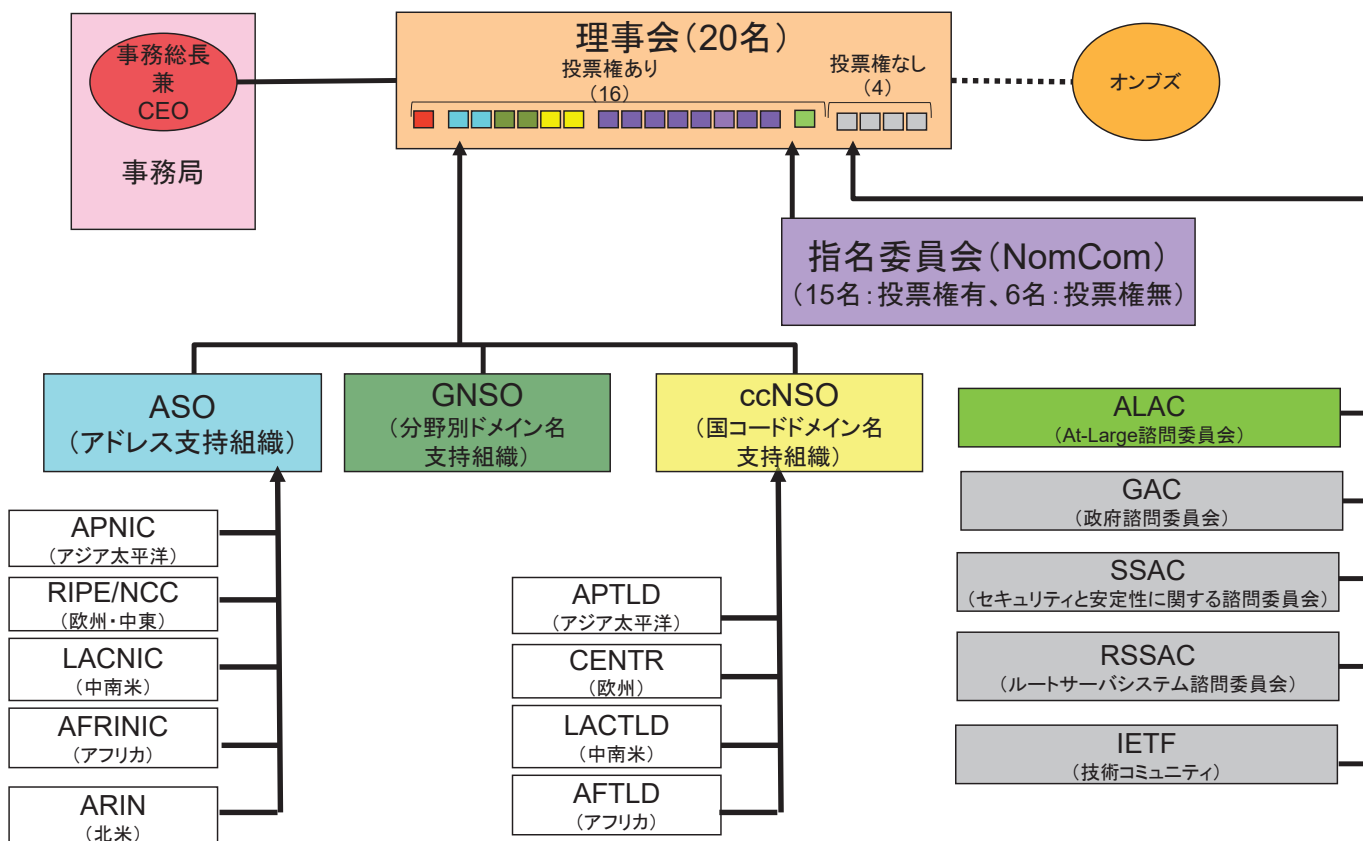 事務総長
兼
CEO
事務局
理事会(20名)
投票権あり
(16)
投票権なし
(4)
オンブズ
指名委員会(NomCom)
(15名:投票権有、6名:投票権無)
ASO
(アドレス支持組織)
GNSO
(分野別ドメイン名
支持組織)
ccNSO
(国コードドメイン名
支持組織)
APNIC
(アジア太平洋)
RIPE/NCC
(欧州・中東)
LACNIC
(中南米)
AFRINIC
(アフリカ)
ARIN
(北米)
APTLD
(アジア太平洋)
CENTR
(欧州)
LACTLD
(中南米)
AFTLD
(アフリカ)
ALAC
(At-Large諮問委員会)
GAC
(政府諮問委員会)
SSAC
(セキュリティと安定性に関する諮問委員会)
RSSAC
(ルートサーバシステム諮問委員会)
IETF
(技術コミュニティ)